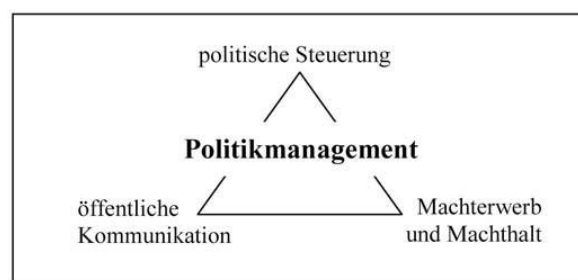 politische Steuerung
Politikmanagement
öffentliche
Kommunikation
Machterwerb
und Machthalt